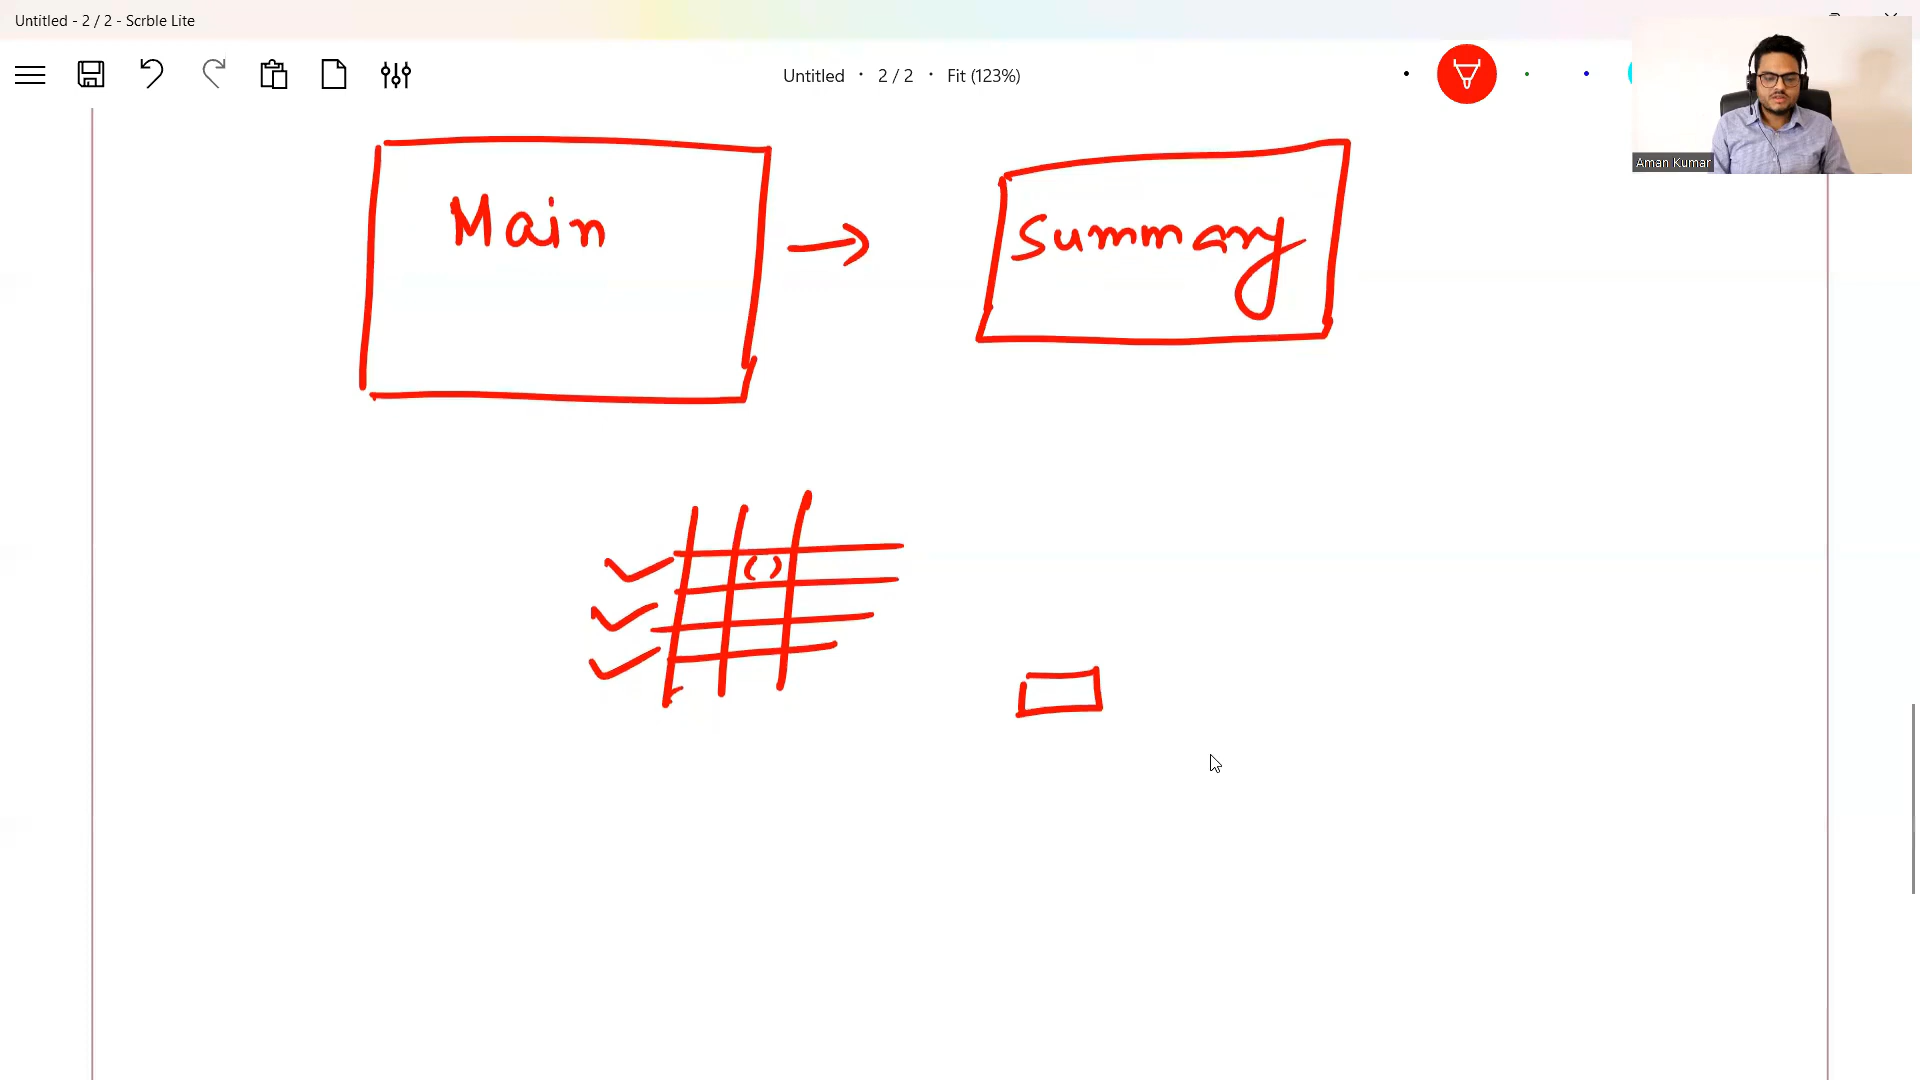 Untitled - 2 / 2 - Scrble Lite
Untitled • 2 / 2 • Fit (123%)
Aman Kumar
Main
Summary
()